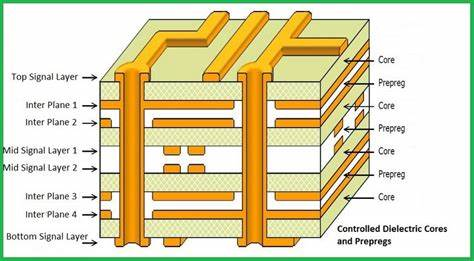 Top Signal Layer
Inter Plane 1
Inter Plane 2
Mid Signal Layer 1
Mid Signal Layer 2
Inter Plane 3
Inter Plane 4
Bottom Signal Layer
Core
Prepreg
Core
Prepreg
Core
Prepreg
Core
Controlled Dielectric Cores
and Prepregs